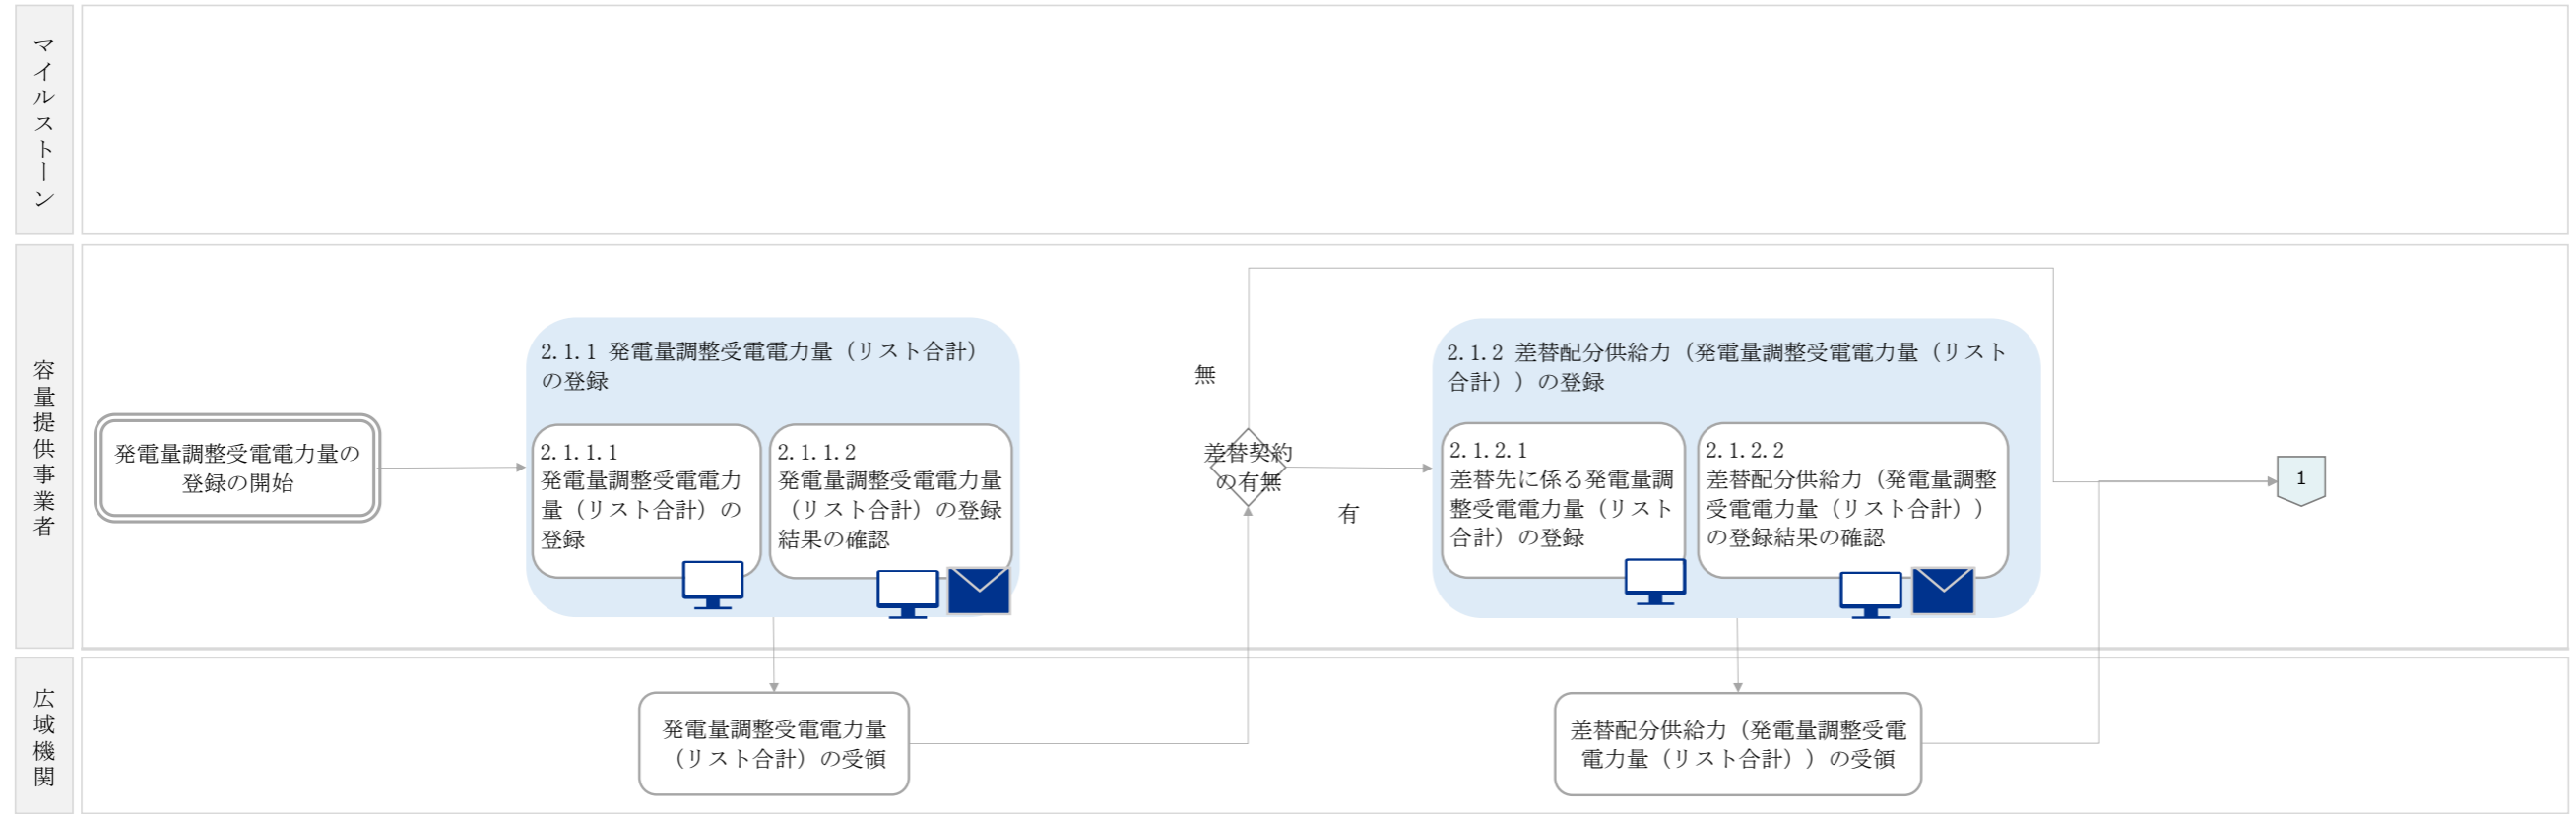 マイルストーン
容量提供事業者
発電量調整受電電力量の
登録の開始
2.1.1 発電量調整受電電力量（リスト合計）
の登録
2.1.1.1
発電量調整受電電力
量（リスト合計）の
登録
2.1.1.2
発電量調整受電電力量
（リスト合計）の登録
結果の確認
無
差替契約
の有無
有
2.1.2 差替配分供給力（発電量調整受電電力量（リスト
合計））の登録
2.1.2.1
差替先に係る発電量調
整受電電力量（リスト
合計）の登録
2.1.2.2
差替配分供給力（発電量調整
受電電力量（リスト合計））
の登録結果の確認
1
広域機関
発電量調整受電電力量
（リスト合計）の受領
差替配分供給力（発電量調整受電
電力量（リスト合計））の受領